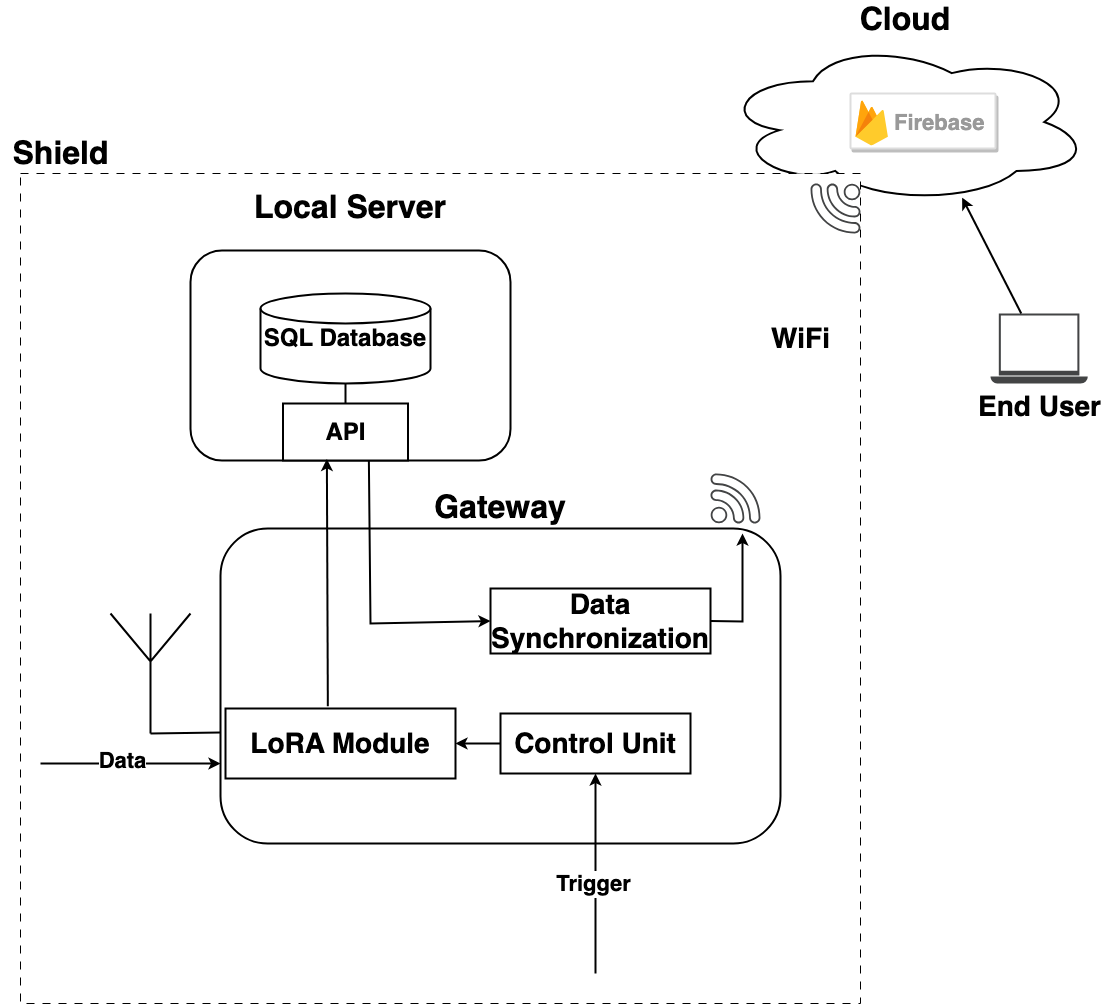 Cloud
Firebase
Shield
Local Server
SQL Database
WiFi
API
End User
Gateway
Data
Synchronization
LoRA Module
Control Unit
Data
Trigger